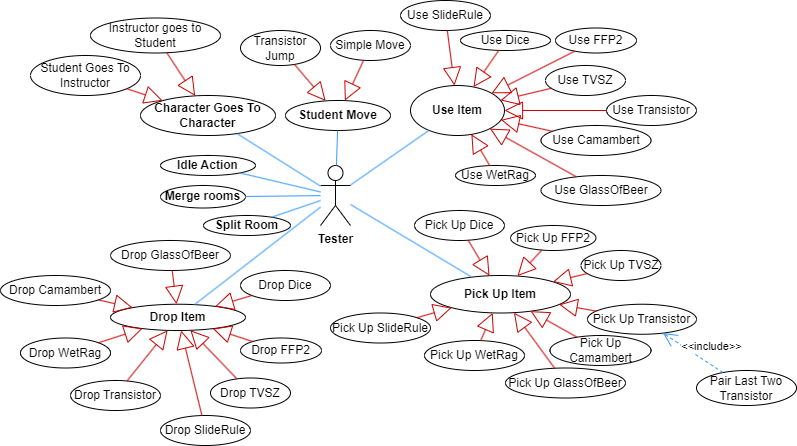 Instructor goes to
Student
Student Goes To
Instructor
Character Goes To
Character
Transistor
Jump
Simple Move
Student Move
Use SlideRule
Use Dice
Use FFP2
Use TVSZ
Use Item
Use Transistor
Use Camambert
Use WetRag
Use GlassOfBeer
Idle Action
Merge rooms
Split Room
Tester
Drop GlassOfBeer
Drop Camambert
Drop Dice
Drop Item
Drop WetRag
Drop FFP2
Drop Transistor
Drop TVSZ
Drop SlideRule
Pick Up Dice
Pick Up FFP2
Pick Up TVSZ
Pick Up Item
Pick Up SlideRule
Pick Up Transistor
Pick Up WetRag
Pick Up
Camambert
Pick Up GlassOfBeer
<<include>>
Pair Last Two
Transistor